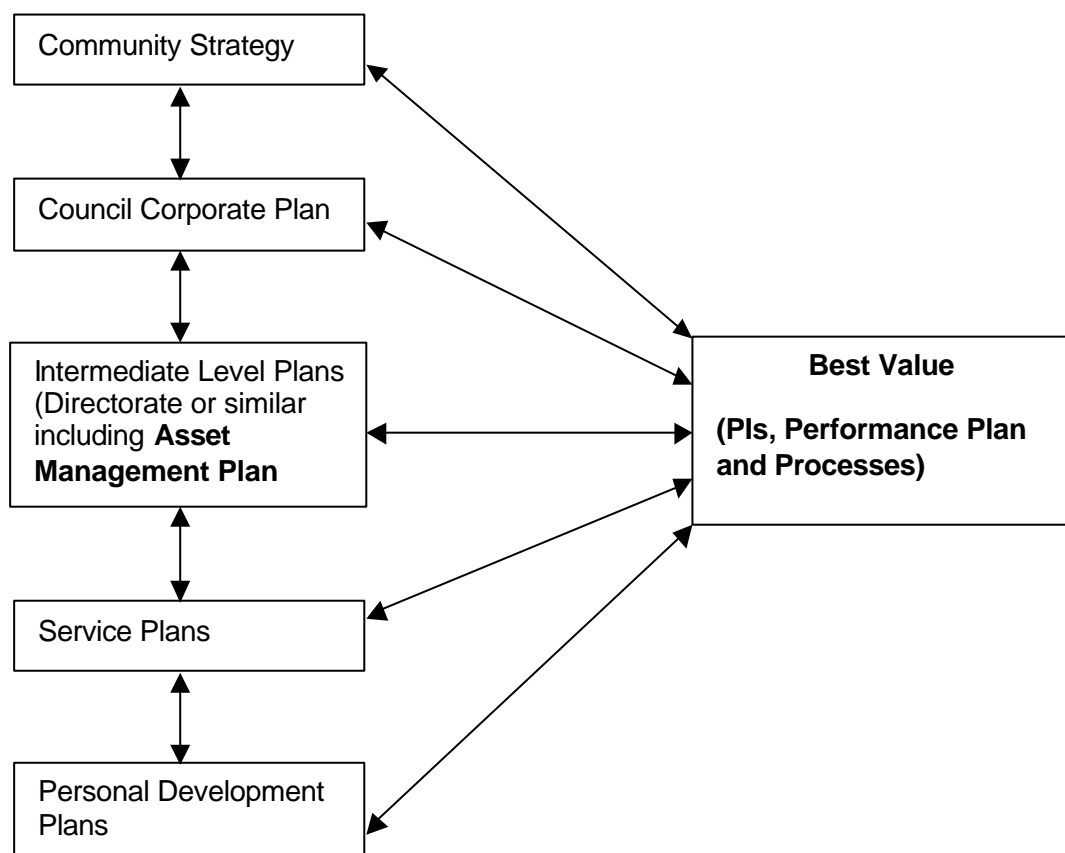 Community Strategy
Council Corporate Plan
Intermediate Level Plans
(Directorate or similar
including Asset
Management Plan
Best Value
(PIs, Performance Plan
and Processes)
Service Plans
Personal Development
Plans